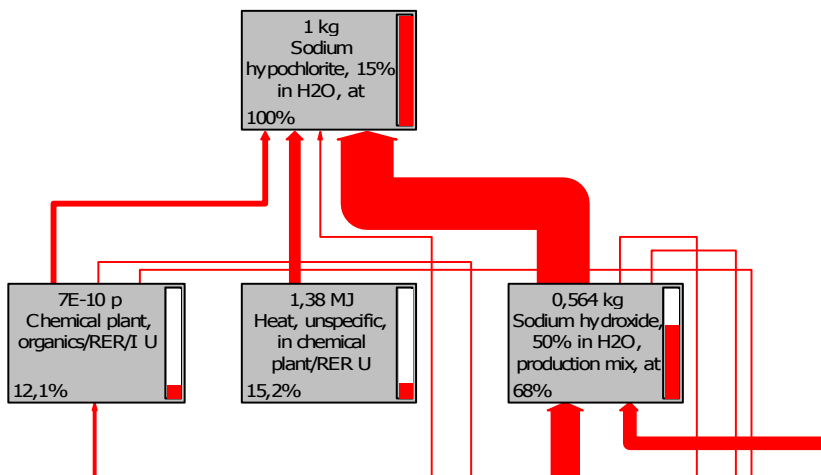 1 kg
Sodium
hypochlorite, 15%
in H2O, at
100%
7E-10 p
Chemical plant,
organics/RER/I U
12,1%
1,38 MJ
Heat, unspecific,
in chemical
plant/RER U
15,2%
0,564 kg
Sodium hydroxide,
50% in H2O,
production mix, at
68%